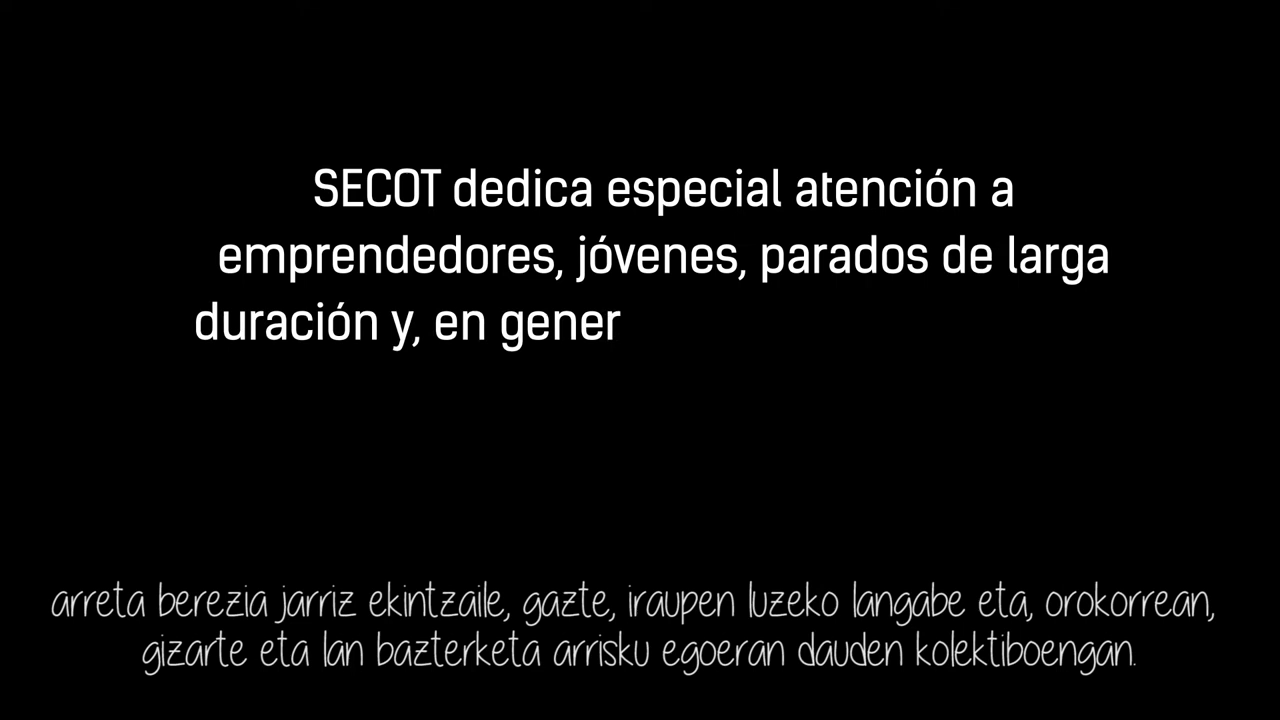 SECOT dedica especial atención a
emprendedores, jóvenes, parados de larga
duración y, en gener
arreta berezia jarriz ekintzaile, gazte, iraupen luzeko langabe eta, orokorrean,
gizarte eta lan bazterketa arrisku egoeran dauden kolektiboengan.